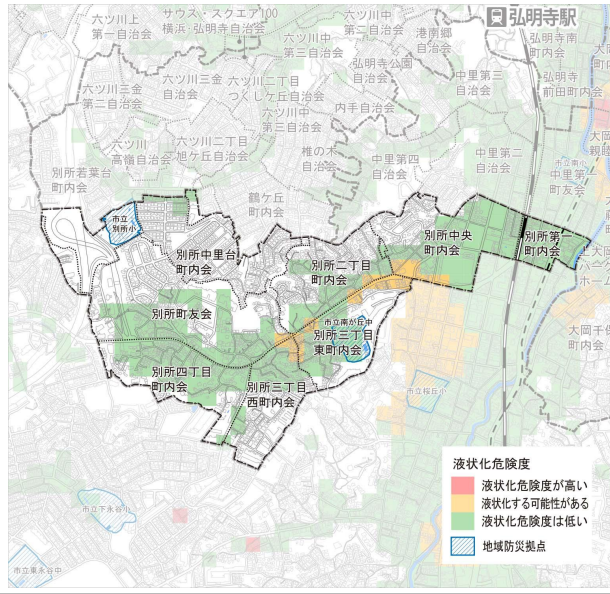 六ツ川上
第一自治会
サウス・スクエア100
横浜・弘明寺自治会
六ツ川中
第二自治会
弘明寺駅
港南郷
自治会
弘明寺南
町内会
六ツ川中
第三自治会
弘明寺公園
自治会
弘明寺
前田町内会
六ツ川三金
第二自治会
六ツ川三金
自治会
六ツ川二丁目
つくしケ丘自治会
中里第三
自治会
内手自治会
六ツ川中
第三自治会
六ツ川
高嶺自治会
六ツ川二丁目
旭ケ丘自治会
椎の木
自治会
中里第四
自治会
中里第二
自治会
中里第一
町友会
別所若葉台
町内会
鶴ケ丘
町内会
市立
別所小
別所中里台
町内会
別所中央
町内会
別所第一
町内会
別所二丁目
町内会
別所町友会
市立南が丘中
別所三丁目
東町内会
別所四丁目
町内会
別所三丁目
西町内会
市立桜丘小
市立下永谷小
市立東永谷中
液状化危険度
液状化危険度が高い
液状化する可能性がある
液状化危険度は低い
地域防災拠点